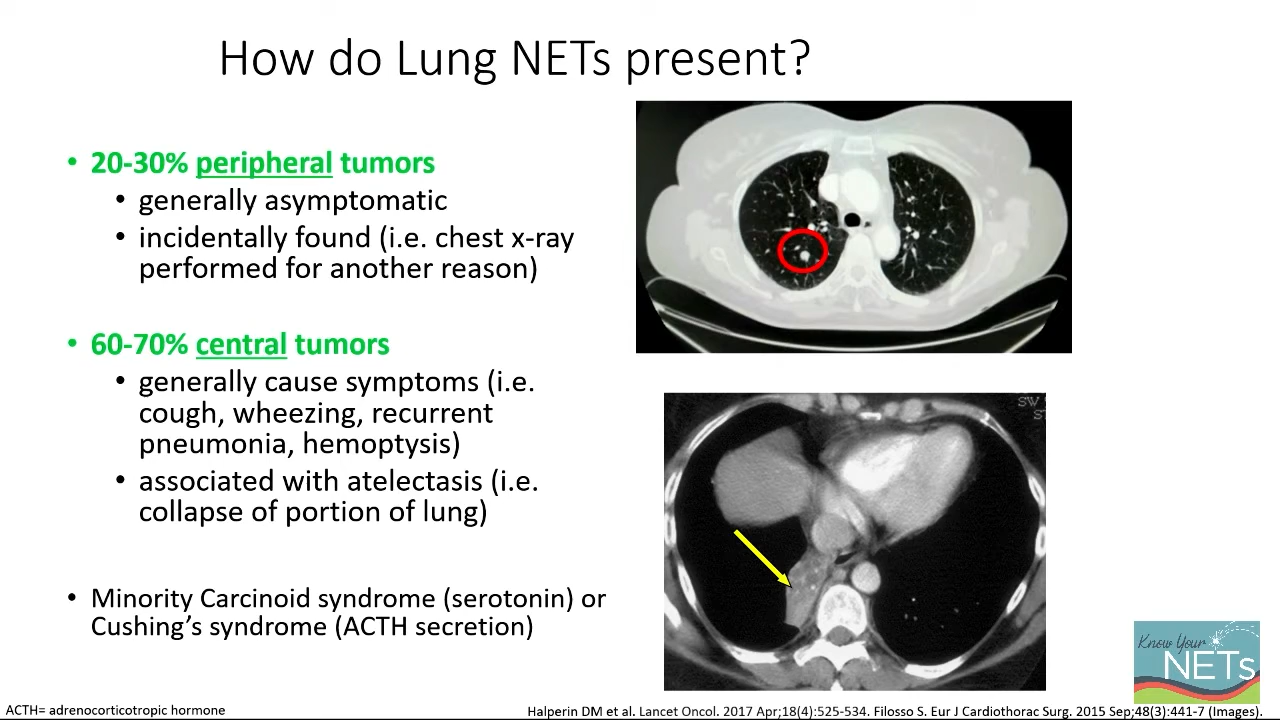 How do Lung NETs present?
• 20-30% peripheral tumors
• generally asymptomatic
• incidentally found (i.e. chest x-ray
performed for another reason)
• 60-70% central tumors
• generally cause symptoms (i.e.
cough, wheezing, recurrent
pneumonia, hemoptysis)
• associated with atelectasis (i.e.
collapse of portion of lung)
• Minority Carcinoid syndrome (serotonin) or
Cushing's syndrome (ACTH secretion)
SW
Know Your
NETs
ACTH= adrenocorticotropic hormone
Halperin DM et al. Lancet Oncol. 2017 Apr;18(4):525-534. Filosso S. Eur J Cardiothorac Surg. 2015 Sep;48(3):441-7 (Images).